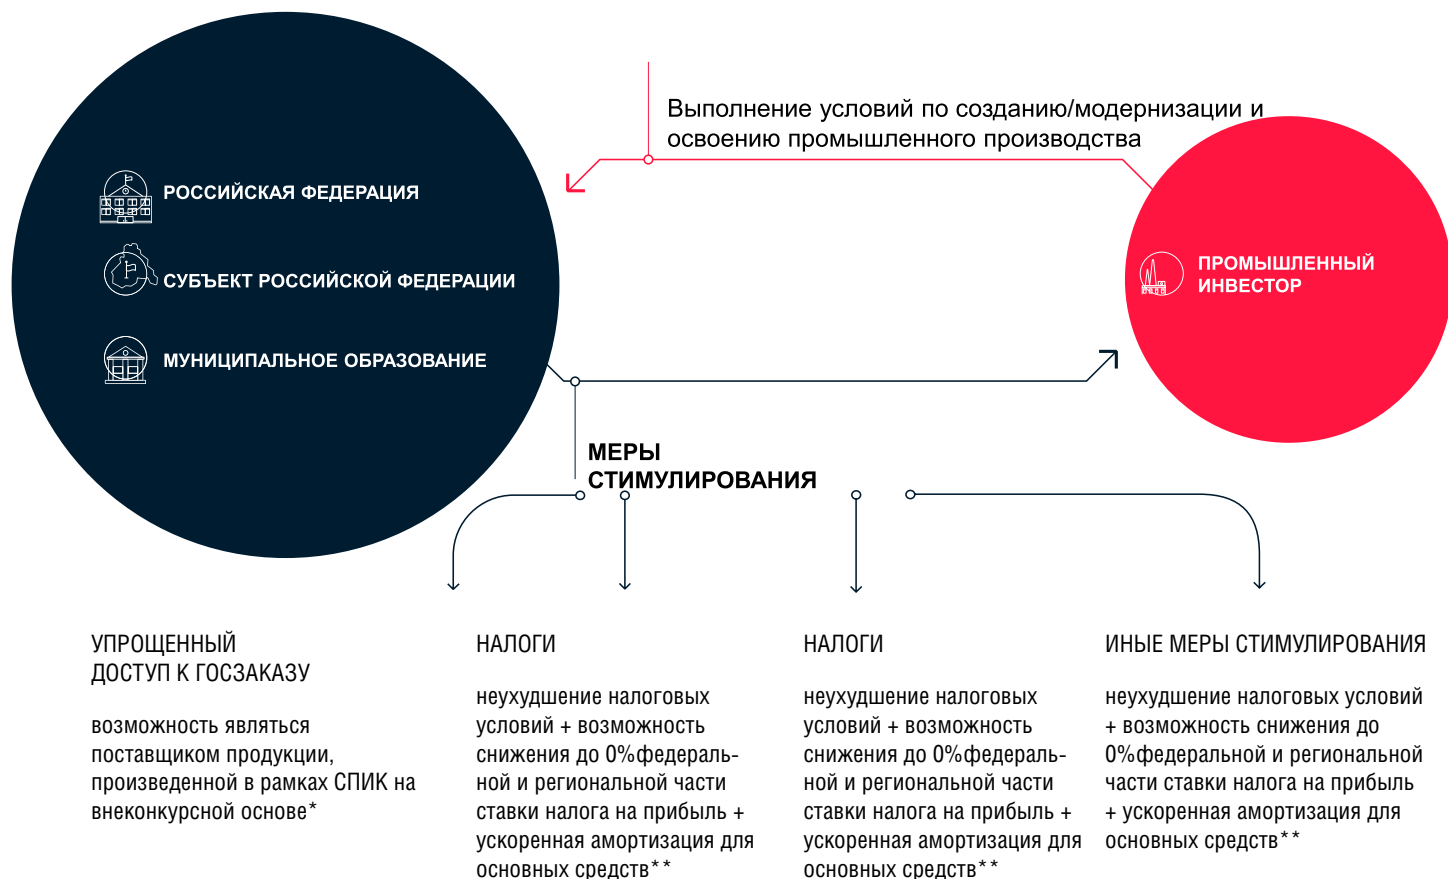 Выполнение условий по созданию/модернизации и
освоению промышленного производства
РОССИЙСКАЯ ФЕДЕРАЦИЯ
СУБЪЕКТ РОССИЙСКОЙ ФЕДЕРАЦИИ
МУНИЦИПАЛЬНОЕ ОБРАЗОВАНИЕ
ПРОМЫШЛЕННЫЙ
ИНВЕСТОР
МЕРЫ
СТИМУЛИРОВАНИЯ
УПРОЩЕННЫЙ
ДОСТУП К ГОСЗАКАЗУ
возможность являться
поставщиком продукции,
произведенной в рамках СПИК на
внеконкурсной основе*
НАЛОГИ
неухудшение налоговых
условий + возможность
снижения до 0%федераль-
ной и региональной части
ставки налога на прибыль +
ускоренная амортизация для
основных средств**
НАЛОГИ
неухудшение налоговых
условий + возможность
снижения до 0%федераль-
ной и региональной части
ставки налога на прибыль +
ускоренная амортизация для
основных средств**
ИНЫЕ МЕРЫ СТИМУЛИРОВАНИЯ
неухудшение налоговых условий
+ возможность снижения до
0%федеральной и региональной
части ставки налога на прибыль
+ ускоренная амортизация для
основных средств**